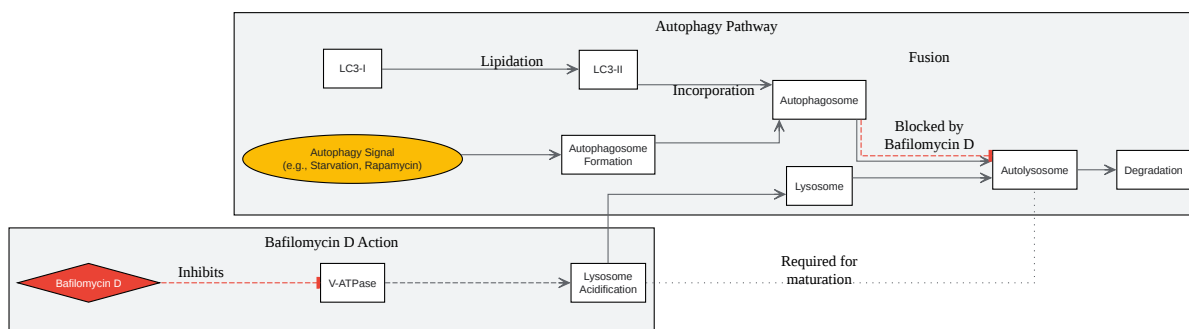 Autophagy Pathway
Fusion
LC3-I
Lipidation
LC3-II
Incorporation
Autophagosome
Blocked by
Bafilomycin D
Autophagy Signal
(e.g., Starvation, Rapamycin)
Autophagosome
Formation
Lysosome
Autolysosome
Degradation
Bafilomycin D Action
Bafilomycin D
Inhibits
V-ATPase
Lysosome
Acidification
Required for
maturation